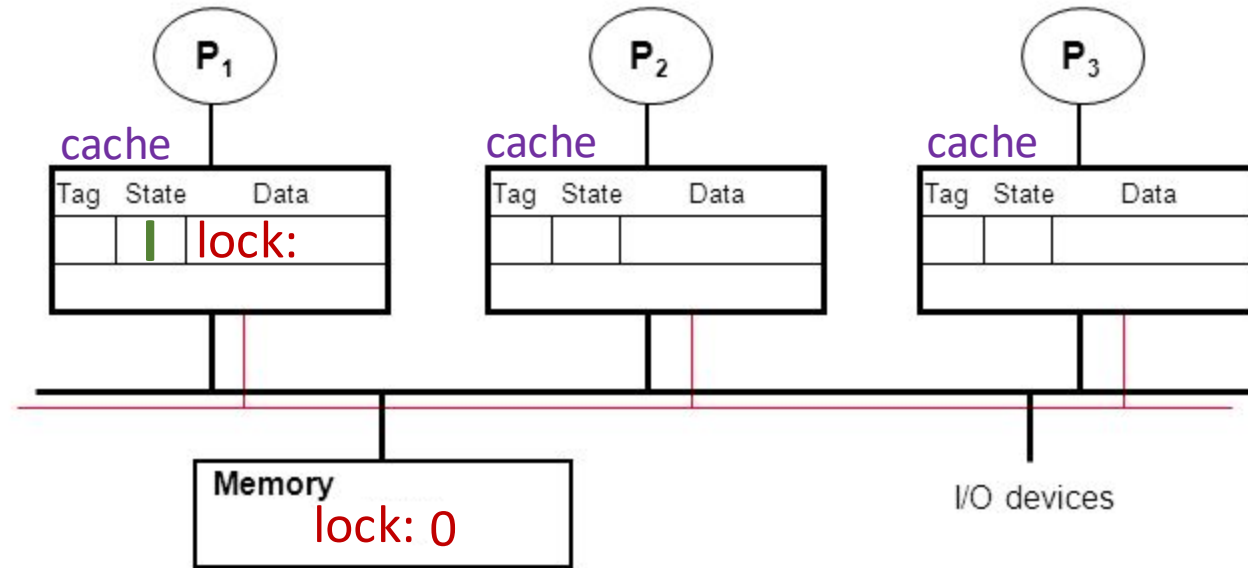 P1 P2 P3
cache cache cache
Tag State Data Tag State Data Tag State Data
I lock:
Memory
lock: 0
I/O devices